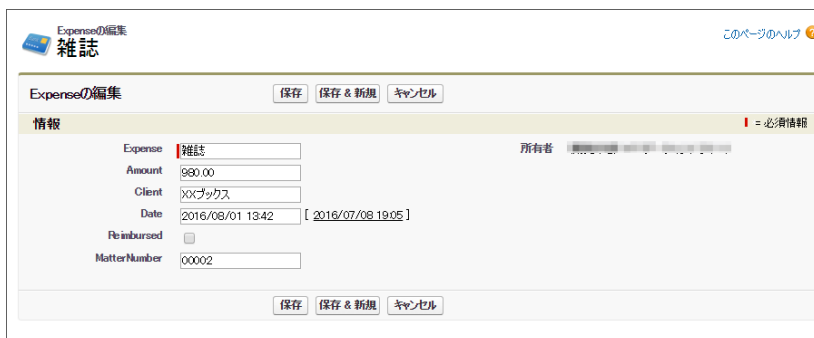 Expenseの編集
雑誌
このページのヘルプ
Expenseの編集 保存 保存 & 新規 キャンセル
情報 = 必須情報
Expense 雑誌 所有者
Amount 980.00
Client XXブックス
Date 2016/08/01 13:42 [ 2016/07/08 19:05 ]
Reimbursed
MatterNumber 00002
保存 保存 & 新規 キャンセル